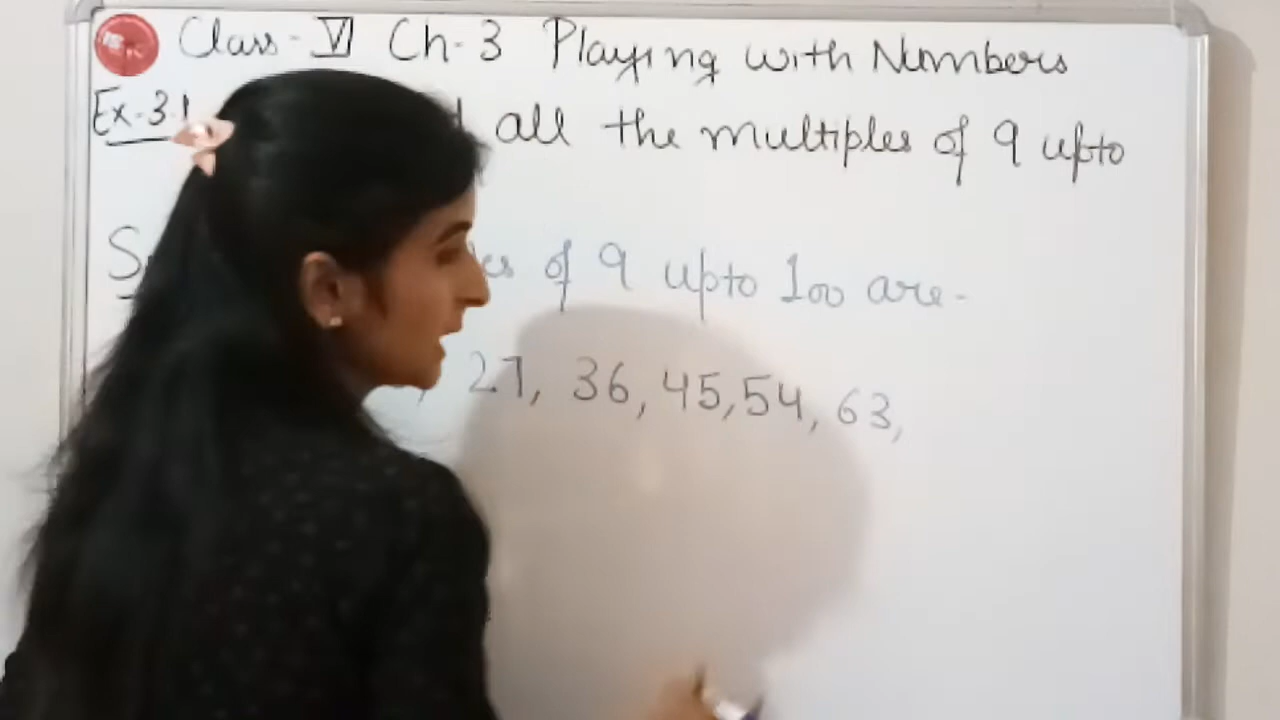 Class - VI Ch- 3 Playing with Numbers
Ex-3.1 all the multiples of 9 upto
of 9 upto 100 are-
27, 36, 45, 54, 63,